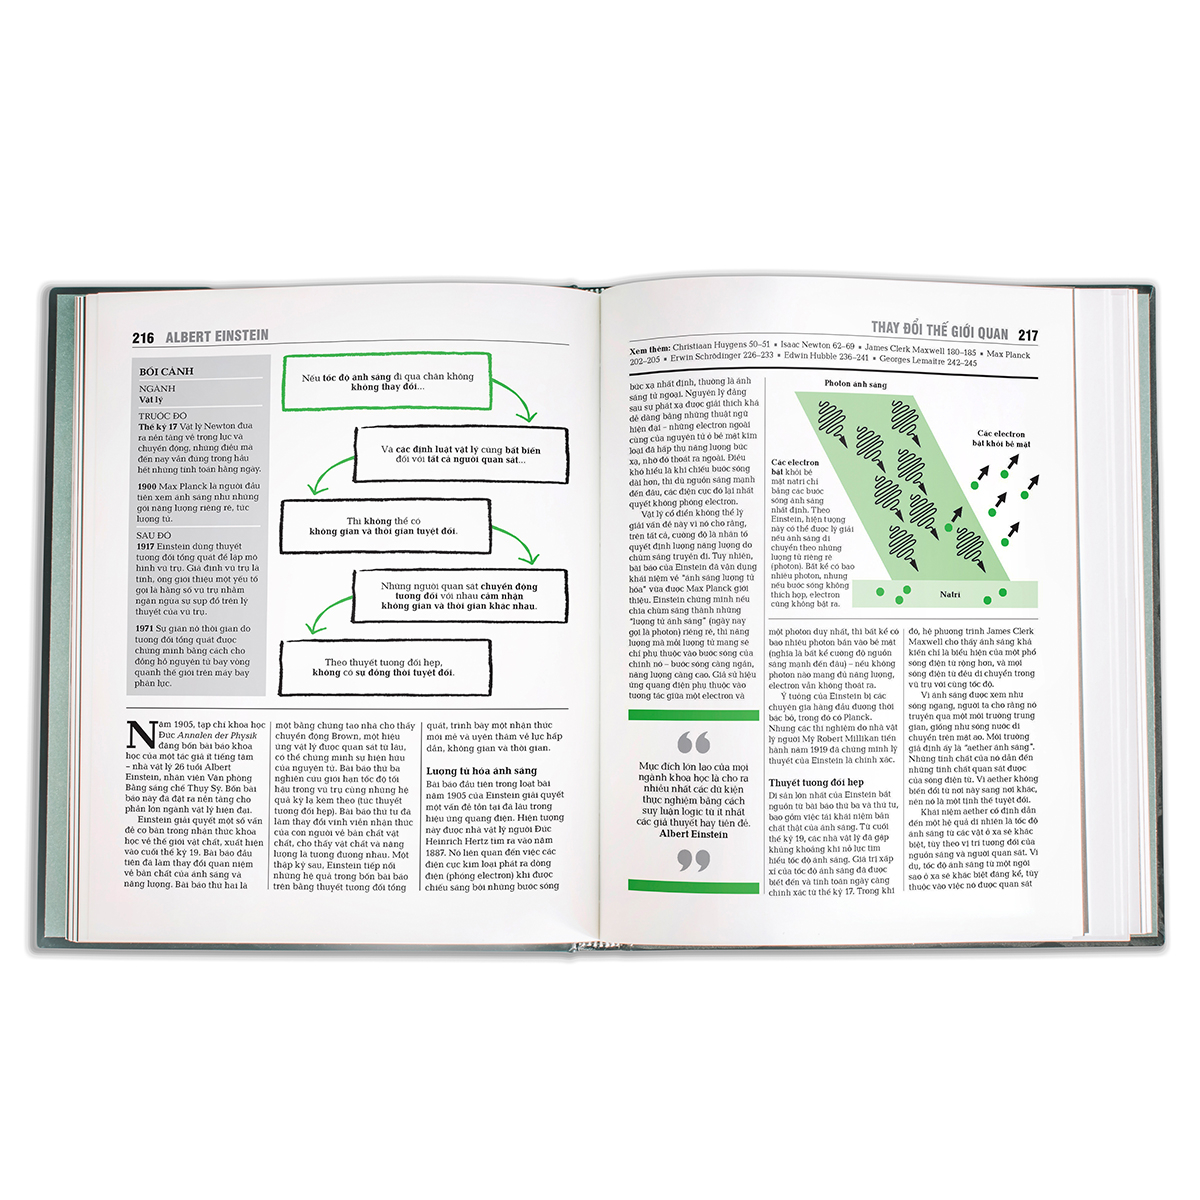 216 ALBERT EINSTEIN
BỐI CẢNH
NGÀNH
Vật lý
TRƯỚC ĐÓ
Thế kỷ 17 Vật lý Newton đưa
ra nền tảng về trọng lực và
chuyển động, những điều mà
đến nay vẫn đúng trong hầu
hết những tính toán hằng ngày.
1900 Max Planck là người đầu
tiên xem ánh sáng như những
gói năng lượng riêng rẽ, tức
lượng tử.
SAU ĐÓ
1917 Einstein dùng thuyết
tương đối tổng quát để lập mô
hình vũ trụ. Giả định vũ trụ là
tĩnh, ông giới thiệu một yếu tố
gọi là hằng số vũ trụ nhằm
ngăn ngừa sự sụp đổ trên lý
thuyết của vũ trụ.
1971 Sự giãn nở thời gian do
tương đối tổng quát được
chứng minh bằng cách cho
đồng hồ nguyên tử bay vòng
quanh thế giới trên máy bay
phản lực.
Nếu tốc độ ánh sáng đi qua chân không
không thay đổi...
Và các định luật vật lý cũng bất biến
đối với tất cả người quan sát...
Thì không thể có
không gian và thời gian tuyệt đối.
Những người quan sát chuyển động
tương đối với nhau cảm nhận
không gian và thời gian khác nhau.
Theo thuyết tương đối hẹp,
không có sự đồng thời tuyệt đối.
Năm 1905, tạp chí khoa học
Đức Annalen der Physik
đăng bốn bài báo khoa
học của một tác giả ít tiếng tăm
– nhà vật lý 26 tuổi Albert
Einstein, nhân viên Văn phòng
Bằng sáng chế Thụy Sỹ. Bốn bài
báo này đã đặt ra nền tảng cho
phần lớn ngành vật lý hiện đại.
Einstein giải quyết một số vấn
đề cơ bản trong nhận thức khoa
học về thế giới vật chất, xuất hiện
vào cuối thế kỷ 19. Bài báo đầu
tiên đã làm thay đổi quan niệm
về bản chất của ánh sáng và
năng lượng. Bài báo thứ hai là
một bằng chứng tao nhã cho thấy
chuyển động Brown, một hiệu
ứng vật lý được quan sát từ lâu,
có thể chứng minh sự hiện hữu
của nguyên tử. Bài báo thứ ba
nghiên cứu giới hạn tốc độ tối
hậu trong vũ trụ cùng những hệ
quả kỳ lạ kèm theo (tức thuyết
tương đối hẹp). Bài báo thứ tư đã
làm thay đổi vĩnh viễn nhận thức
của con người về bản chất vật
chất, cho thấy vật chất và năng
lượng là tương đương nhau. Một
thập kỷ sau, Einstein tiếp nối
những hệ quả trong bốn bài báo
trên bằng thuyết tương đối tổng
quát, trình bày một nhận thức
mới mẻ và uyên thâm về lực hấp
dẫn, không gian và thời gian.
Lượng tử hóa ánh sáng
Bài báo đầu tiên trong loạt bài
năm 1905 của Einstein giải quyết
một vấn đề tồn tại đã lâu trong
hiệu ứng quang điện. Hiện tượng
này được nhà vật lý người Đức
Heinrich Hertz tìm ra vào năm
1887. Nó liên quan đến việc các
điện cực kim loại phát ra dòng
điện (phóng electron) khi được
chiếu sáng bởi những bước sóng
THAY ĐỔI THẾ GIỚI QUAN 217
Xem thêm: Christiaan Huygens 50–51 ▪ Isaac Newton 62–69 ▪ James Clerk Maxwell 180–185 ▪ Max Planck
202–205 ▪ Erwin Schrödinger 226–233 ▪ Edwin Hubble 236–241 ▪ Georges Lemaître 242–245
bức xạ nhất định, thường là ánh
sáng tử ngoại. Nguyên lý đằng
sau sự phát xạ được giải thích khá
dễ dàng bằng những thuật ngữ
hiện đại – những electron ngoài
cùng của nguyên tử ở bề mặt kim
loại đã hấp thụ năng lượng bức
xạ, nhờ đó thoát ra ngoài. Điều
khó hiểu là khi chiếu bước sóng
dài hơn, thì dù nguồn sáng mạnh
đến đâu, các điện cực đó lại nhất
quyết không phóng electron.
Vật lý cổ điển không thể lý
giải vấn đề này vì nó cho rằng,
trên tất cả, cường độ là nhân tố
quyết định lượng năng lượng do
chùm sáng truyền đi. Tuy nhiên,
bài báo của Einstein đã vận dụng
khái niệm về "ánh sáng lượng tử
hóa" vừa được Max Planck giới
thiệu. Einstein chứng minh nếu
chia chùm sáng thành những
"lượng tử ánh sáng" (ngày nay
gọi là photon) riêng rẽ, thì năng
lượng mà mỗi lượng tử mang sẽ
chỉ phụ thuộc vào bước sóng của
chính nó – bước sóng càng ngắn,
năng lượng càng cao. Giả sử hiệu
ứng quang điện phụ thuộc vào
tương tác giữa một electron và
“
Mục đích lớn lao của mọi
ngành khoa học là cho ra
nhiều nhất các dữ kiện
thực nghiệm bằng cách
suy luận logic từ ít nhất
các giả thuyết hay tiên đề.
Albert Einstein
”
Photon ánh sáng
Các electron
bật khỏi bề mặt
Các electron
bật khỏi bề
mặt natri chỉ
bằng các bước
sóng ánh sáng
nhất định. Theo
Einstein, hiện tượng
này có thể được lý giải
nếu ánh sáng di
chuyển theo những
lượng tử riêng rẽ
(photon). Bất kể có bao
nhiêu photon, nhưng
nếu bước sóng không
thích hợp, electron
cũng không bật ra.
Natri
một photon duy nhất, thì bất kể có
bao nhiêu photon bắn vào bề mặt
(nghĩa là bất kể cường độ nguồn
sáng mạnh đến đâu) – nếu không
photon nào mang đủ năng lượng,
electron vẫn không thoát ra.
Ý tưởng của Einstein bị các
chuyên gia hàng đầu đương thời
bác bỏ, trong đó có Planck.
Nhưng các thí nghiệm do nhà vật
lý người Mỹ Robert Millikan tiến
hành năm 1919 đã chứng minh lý
thuyết của Einstein là chính xác.
Thuyết tương đối hẹp
Di sản lớn nhất của Einstein bắt
nguồn từ bài báo thứ ba và thứ tư,
bao gồm việc tái khái niệm bản
chất thật của ánh sáng. Từ cuối
thế kỷ 19, các nhà vật lý đã gặp
khủng khoảng khi nỗ lực tìm
hiểu tốc độ ánh sáng. Giá trị xấp
xỉ của tốc độ ánh sáng đã được
biết đến và tính toán ngày càng
chính xác từ thế kỷ 17. Trong khi
đó, hệ phương trình James Clerk
Maxwell cho thấy ánh sáng khả
kiến chỉ là biểu hiện của một phổ
sóng điện từ rộng hơn, và mọi
sóng điện từ đều di chuyển trong
vũ trụ với cùng tốc độ.
Vì ánh sáng được xem như
sóng ngang, người ta cho rằng nó
truyền qua một môi trường trung
gian, giống như sóng nước di
chuyển trên mặt ao. Môi trường
giả định ấy là “aether ánh sáng”.
Những tính chất của nó dẫn đến
những tính chất quan sát được
của sóng điện từ. Vì aether không
biến đổi từ nơi này sang nơi khác,
nên nó là một tĩnh thể tuyệt đối.
Khái niệm aether cố định dẫn
đến một hệ quả dĩ nhiên là tốc độ
ánh sáng từ các vật ở xa sẽ khác
biệt, tùy theo vị trí tương đối của
nguồn sáng và người quan sát. Ví
dụ, tốc độ ánh sáng từ một ngôi
sao ở xa sẽ khác biệt đáng kể, tùy
thuộc vào việc nó được quan sát